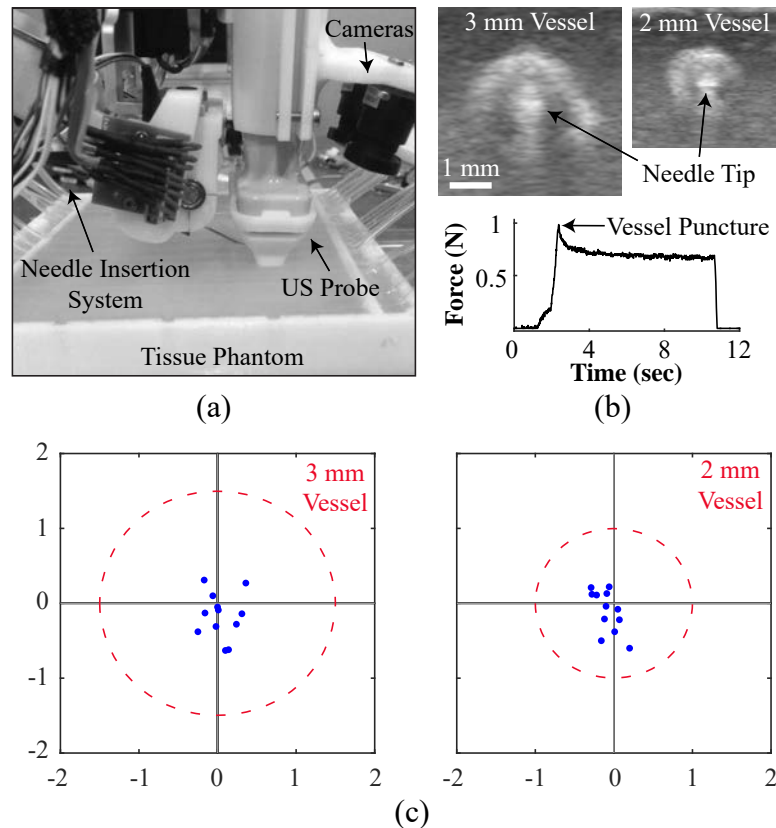 Cameras
Needle Insertion
System
US Probe
Tissue Phantom
(a)
3 mm Vessel
2 mm Vessel
Needle Tip
1 mm
Vessel Puncture
Force (N)
1
0.5
0
4
8
12
Time (sec)
(b)
3 mm
Vessel
2
1
0
-1
-2
-2
-1
0
1
2
2 mm
Vessel
-2
-1
0
1
2
(c)